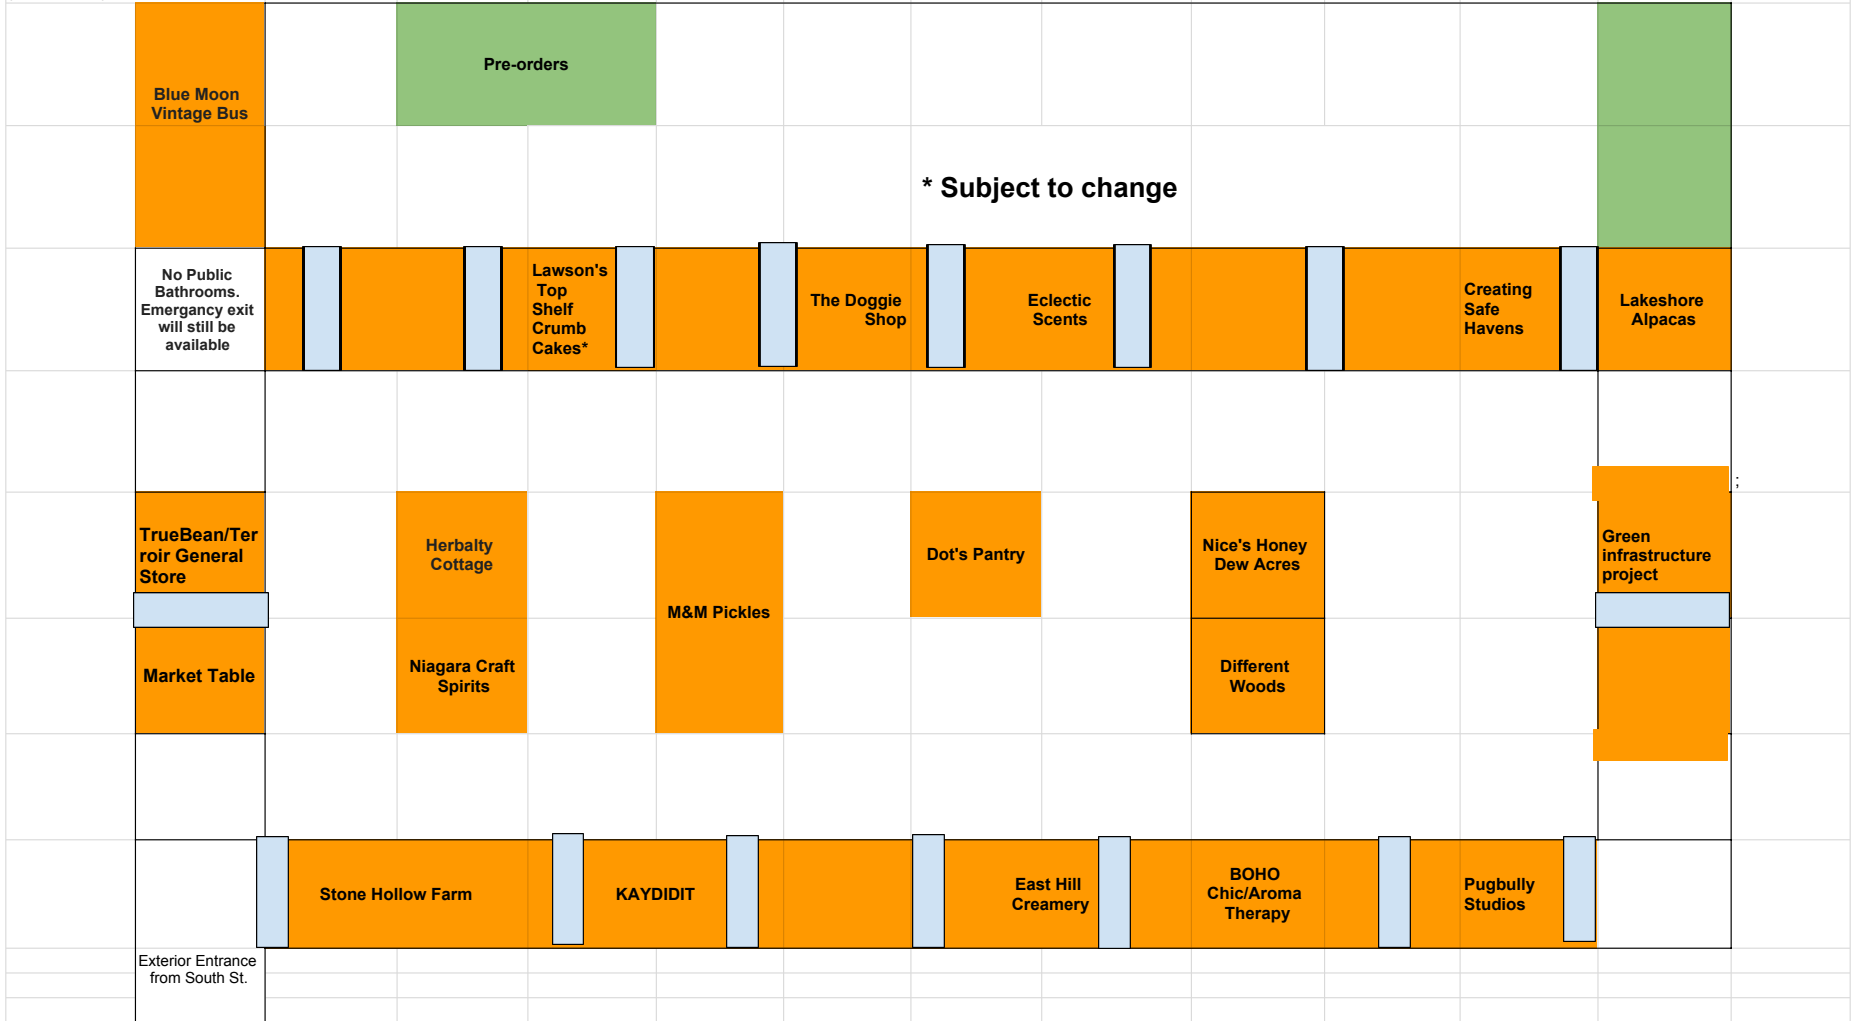 Pre-orders
Blue Moon
Vintage Bus
* Subject to change
No Public
Bathrooms.
Emergancy exit
will still be
available
Lawson's
Top
Shelf
Crumb
Cakes*
The Doggie
Shop
Eclectic
Scents
Creating
Safe
Havens
Lakeshore
Alpacas
;
TrueBean/Ter
roir General
Store
Herbalty
Cottage
M&M Pickles
Dot's Pantry
Nice's Honey
Dew Acres
Green
infrastructure
project
Market Table
Niagara Craft
Spirits
Different
Woods
Stone Hollow Farm
KAYDIDIT
East Hill
Creamery
BOHO
Chic/Aroma
Therapy
Pugbully
Studios
Exterior Entrance
from South St.